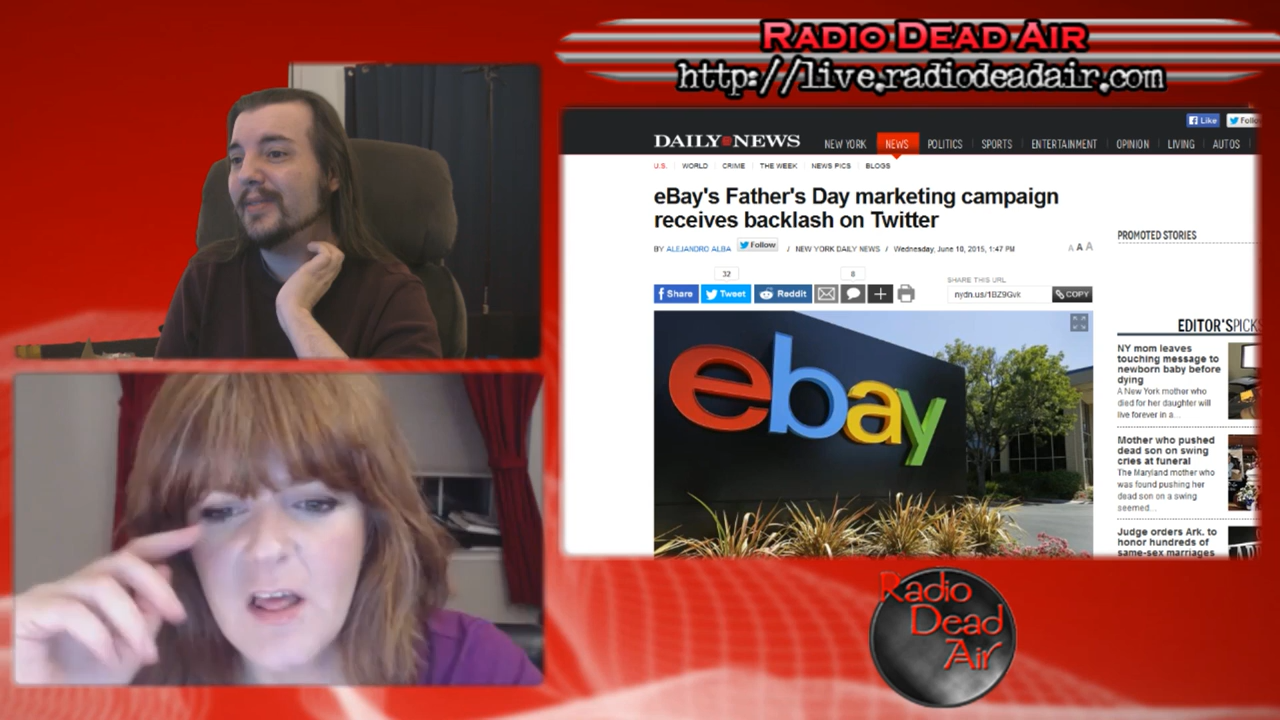 RADIO DEAD AIR
http://live.radiodeadair.com
Like
DAILY NEWS
NEW YORK NEWS POLITICS SPORTS ENTERTAINMENT OPINION LIVING AUTOS
U.S. WORLD CRIME THE WEEK NEWS PICS BLOGS
eBay's Father's Day marketing campaign
receives backlash on Twitter
BY ALEJANDRO ALBA Follow / NEW YORK DAILY NEWS / Wednesday, June 10, 2015, 1:47 PM A A A
32 8
SHARE THIS URL
Share Tweet Reddit nydn.us/1BZ9Gvk COPY
ebay
PROMOTED STORIES
EDITOR'S PICKS
NY mom leaves
touching message to
newborn baby before
dying
A New York mother who
died for her daughter will
live forever in a...
Mother who pushed
dead son on swing
cries at funeral
The Maryland mother who
was found pushing her
dead son on a swing
seemed...
Judge orders Ark. to
honor hundreds of
same-sex marriages
Radio
Dead
Air